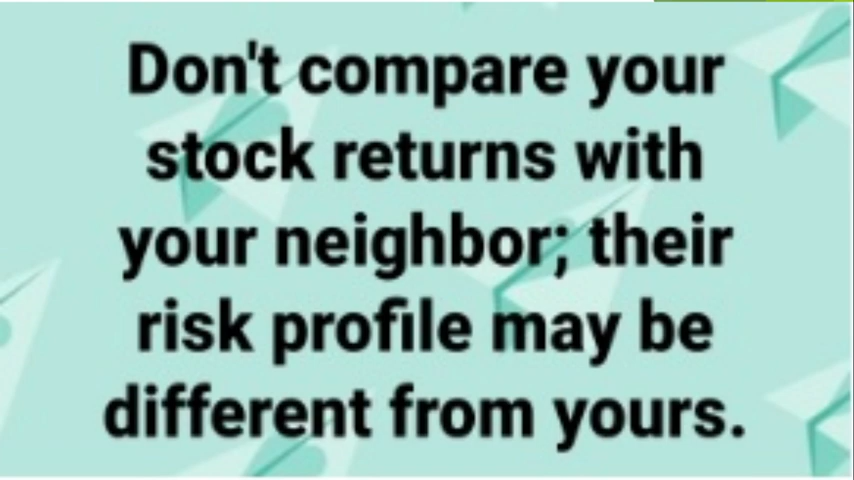 Don't compare your
stock returns with
your neighbor; their
risk profile may be
different from yours.